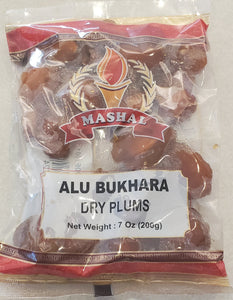 MASHAL
ALU BUKHARA
DRY PLUMS
Net Weight : 7 Oz (200g)